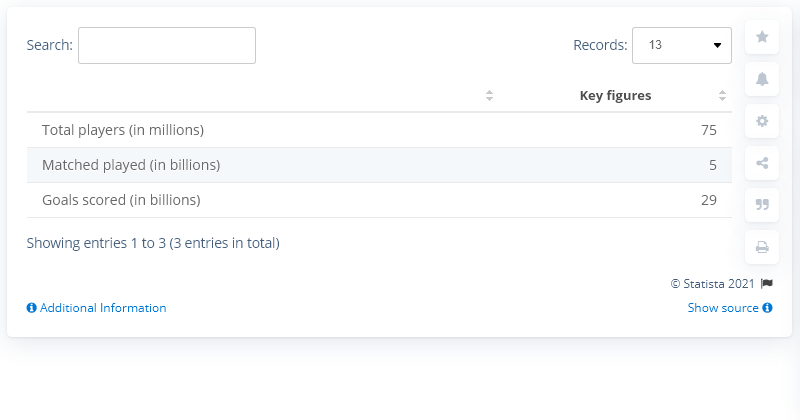 Search:
Records: 13
Key figures
Total players (in millions) 75
Matched played (in billions) 5
Goals scored (in billions) 29
Showing entries 1 to 3 (3 entries in total)
© Statista 2021
Additional Information Show source